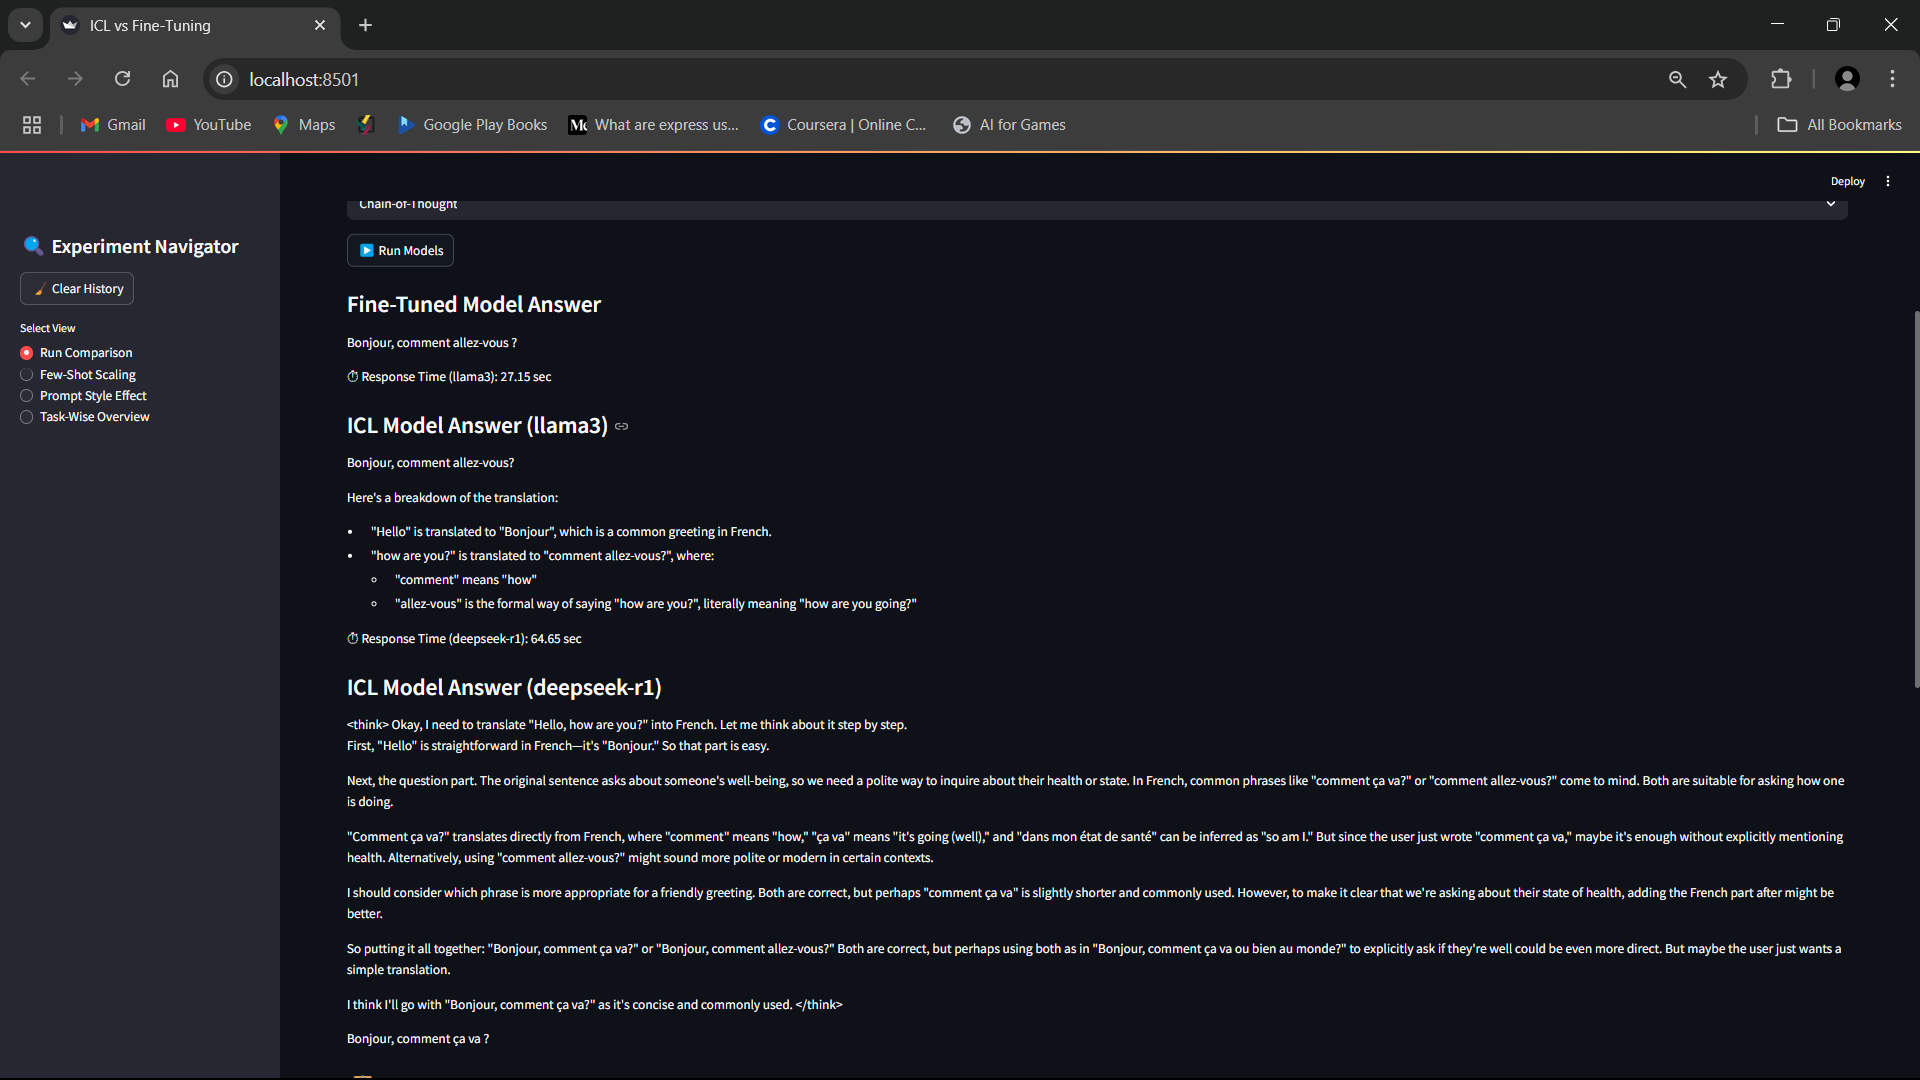 ICL vs Fine-Tuning
localhost:8501
Gmail
YouTube
Maps
Google Play Books
What are express us...
Coursera | Online C...
AI for Games
All Bookmarks
Deploy
Experiment Navigator
Clear History
Select View
Run Comparison
Few-Shot Scaling
Prompt Style Effect
Task-Wise Overview
Chain-of-Thought
Run Models
Fine-Tuned Model Answer
Bonjour, comment allez-vous ?
Response Time (llama3): 27.15 sec
ICL Model Answer (llama3)
Bonjour, comment allez-vous?
Here's a breakdown of the translation:
• "Hello" is translated to "Bonjour", which is a common greeting in French.
• "how are you?" is translated to "comment allez-vous?", where:
◦ "comment" means "how"
◦ "allez-vous" is the formal way of saying "how are you?", literally meaning "how are you going?"
Response Time (deepseek-r1): 64.65 sec
ICL Model Answer (deepseek-r1)
<think> Okay, I need to translate "Hello, how are you?" into French. Let me think about it step by step.
First, "Hello" is straightforward in French—it's "Bonjour." So that part is easy.
Next, the question part. The original sentence asks about someone's well-being, so we need a polite way to inquire about their health or state. In French, common phrases like "comment ça va?" or "comment allez-vous?" come to mind. Both are suitable for asking how one
is doing.
"Comment ça va?" translates directly from French, where "comment" means "how," "ça va" means "it's going (well)," and "dans mon état de santé" can be inferred as "so am I." But since the user just wrote "comment ça va," maybe it's enough without explicitly mentioning
health. Alternatively, using "comment allez-vous?" might sound more polite or modern in certain contexts.
I should consider which phrase is more appropriate for a friendly greeting. Both are correct, but perhaps "comment ça va" is slightly shorter and commonly used. However, to make it clear that we're asking about their state of health, adding the French part after might be
better.
So putting it all together: "Bonjour, comment ça va?" or "Bonjour, comment allez-vous?" Both are correct, but perhaps using both as in "Bonjour, comment ça va ou bien au monde?" to explicitly ask if they're well could be even more direct. But maybe the user just wants a
simple translation.
I think I'll go with "Bonjour, comment ça va?" as it's concise and commonly used. </think>
Bonjour, comment ça va ?